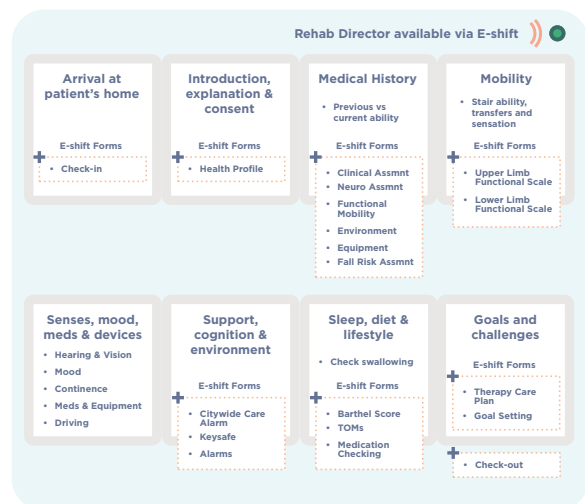 Rehab Director available via E-shift
Arrival at
patient's home
E-shift Forms
+
• Check-in
Introduction,
explanation &
consent
E-shift Forms
+
• Health Profile
Medical History
• Previous vs
current ability
E-shift Forms
+
• Clinical Assmnt
• Neuro Assmnt
• Functional
Mobility
• Environment
• Equipment
• Fall Risk Assmnt
Mobility
• Stair ability,
transfers and
sensation
E-shift Forms
+
• Upper Limb
Functional Scale
• Lower Limb
Functional Scale
Senses, mood,
meds & devices
• Hearing & Vision
• Mood
• Continence
• Meds & Equipment
• Driving
Support,
cognition &
environment
E-shift Forms
+
• Citywide Care
Alarm
• Keysafe
• Alarms
Sleep, diet &
lifestyle
• Check swallowing
E-shift Forms
+
• Barthel Score
• TOMs
• Medication
Checking
Goals and
challenges
E-shift Forms
+
• Therapy Care
Plan
• Goal Setting
+
• Check-out